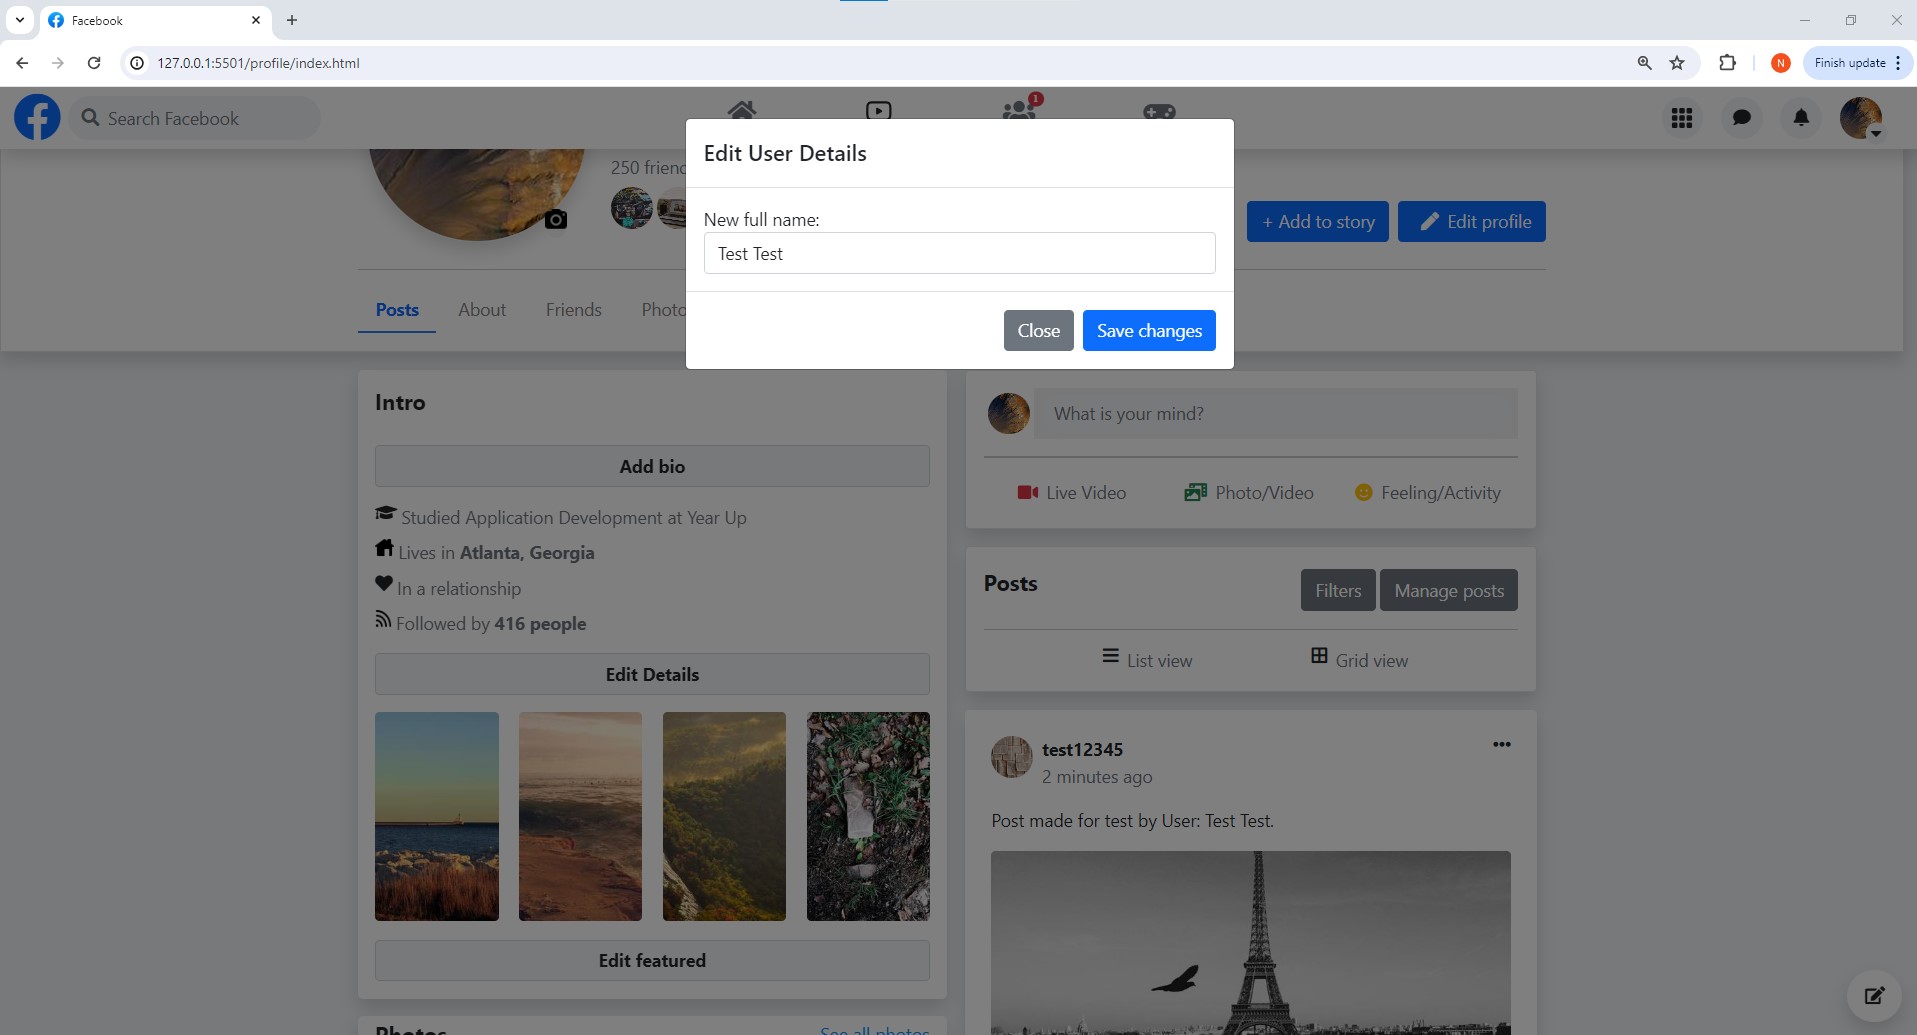 Facebook
127.0.0.1:5501/profile/index.html
N
Finish update
Search Facebook
1
250
Edit User Details
New full name:
Test Test
Close
Save changes
+ Add to story
Edit profile
Posts
About
Friends
Intro
Add bio
Studied Application Development at Year Up
Lives in Atlanta, Georgia
In a relationship
Followed by 416 people
Edit Details
Edit featured
Photos
See all photos
What is your mind?
Live Video
Photo/Video
Feeling/Activity
Posts
Filters
Manage posts
List view
Grid view
test12345
2 minutes ago
Post made for test by User: Test Test.